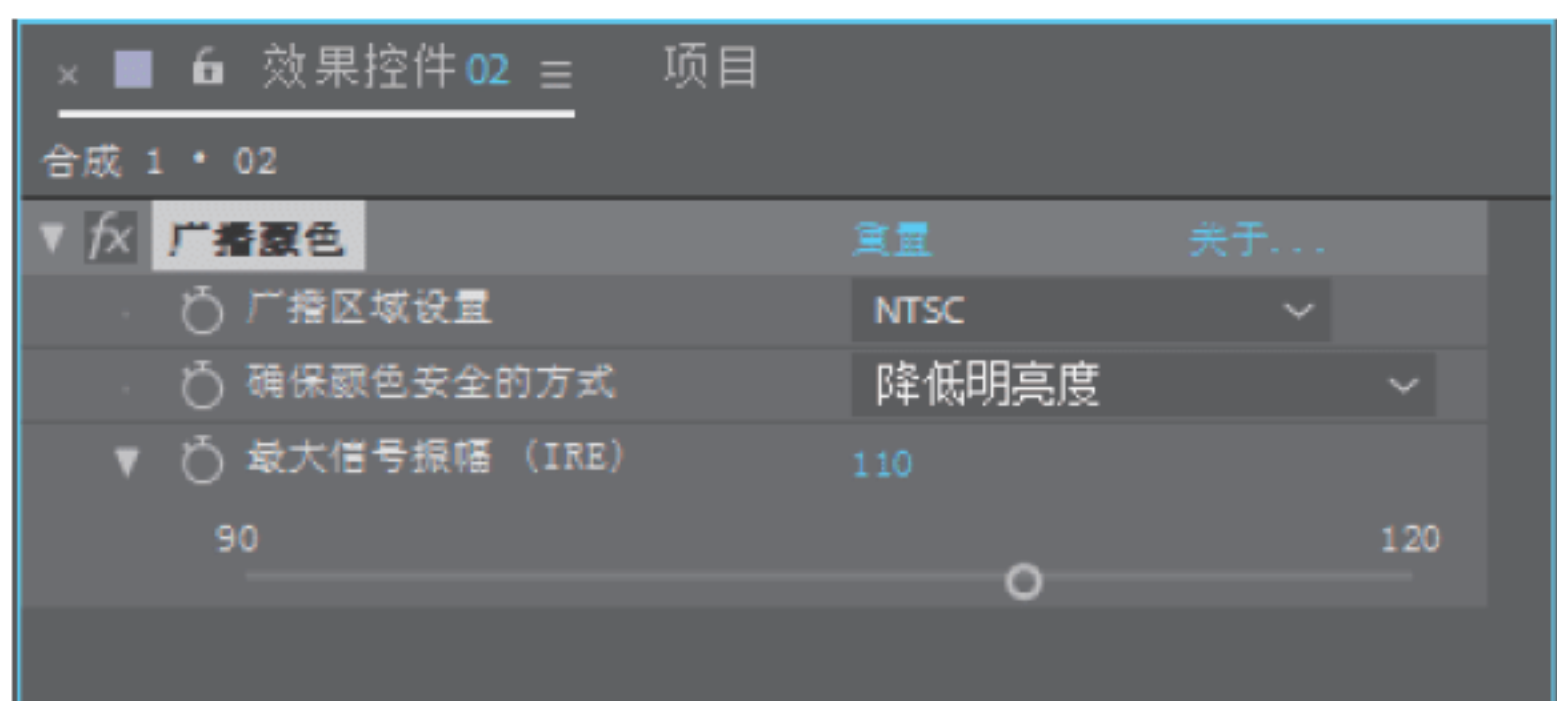 效果控件 02 项目
合成 1 • 02
fx 广播颜色 重置 关于...
广播区域设置 NTSC
确保颜色安全的方式 降低明亮度
最大信号振幅 (IRE) 110
90 120